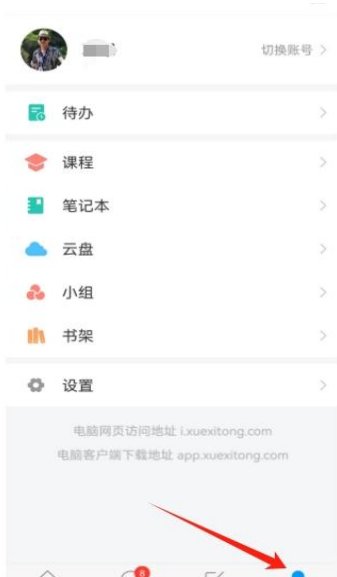 切换账号
待办
课程
笔记本
云盘
小组
书架
设置
电脑网页访问地址 i.xuexitong.com
电脑客户端下载地址 app.xuexitong.com
8